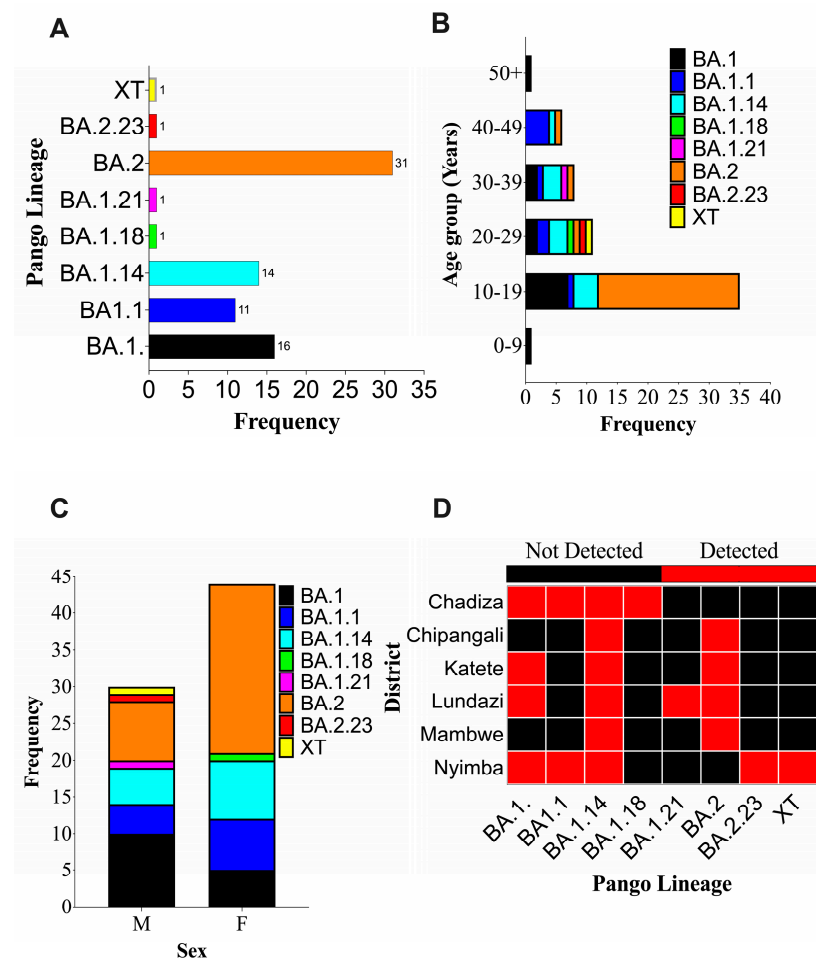 A
Pango Lineage
XT 1
BA.2.23 1
BA.2 31
BA.1.21 1
BA.1.18 1
BA.1.14 14
BA1.1 11
BA.1. 16
0 5 10 15 20 25 30 35
Frequency
B
Age group (Years)
50+
40-49
30-39
20-29
10-19
0-9
0 5 10 15 20 25 30 35 40
Frequency
BA.1
BA.1.1
BA.1.14
BA.1.18
BA.1.21
BA.2
BA.2.23
XT
C
Frequency
45
40
35
30
25
20
15
10
5
0
M F
Sex
BA.1
BA.1.1
BA.1.14
BA.1.18
BA.1.21
BA.2
BA.2.23
XT
D
Not Detected Detected
District
Chadiza
Chipangali
Katete
Lundazi
Mambwe
Nyimba
BA.1. BA1.1 BA.1.14 BA.1.18 BA.1.21 BA.2 BA.2.23 XT
Pango Lineage